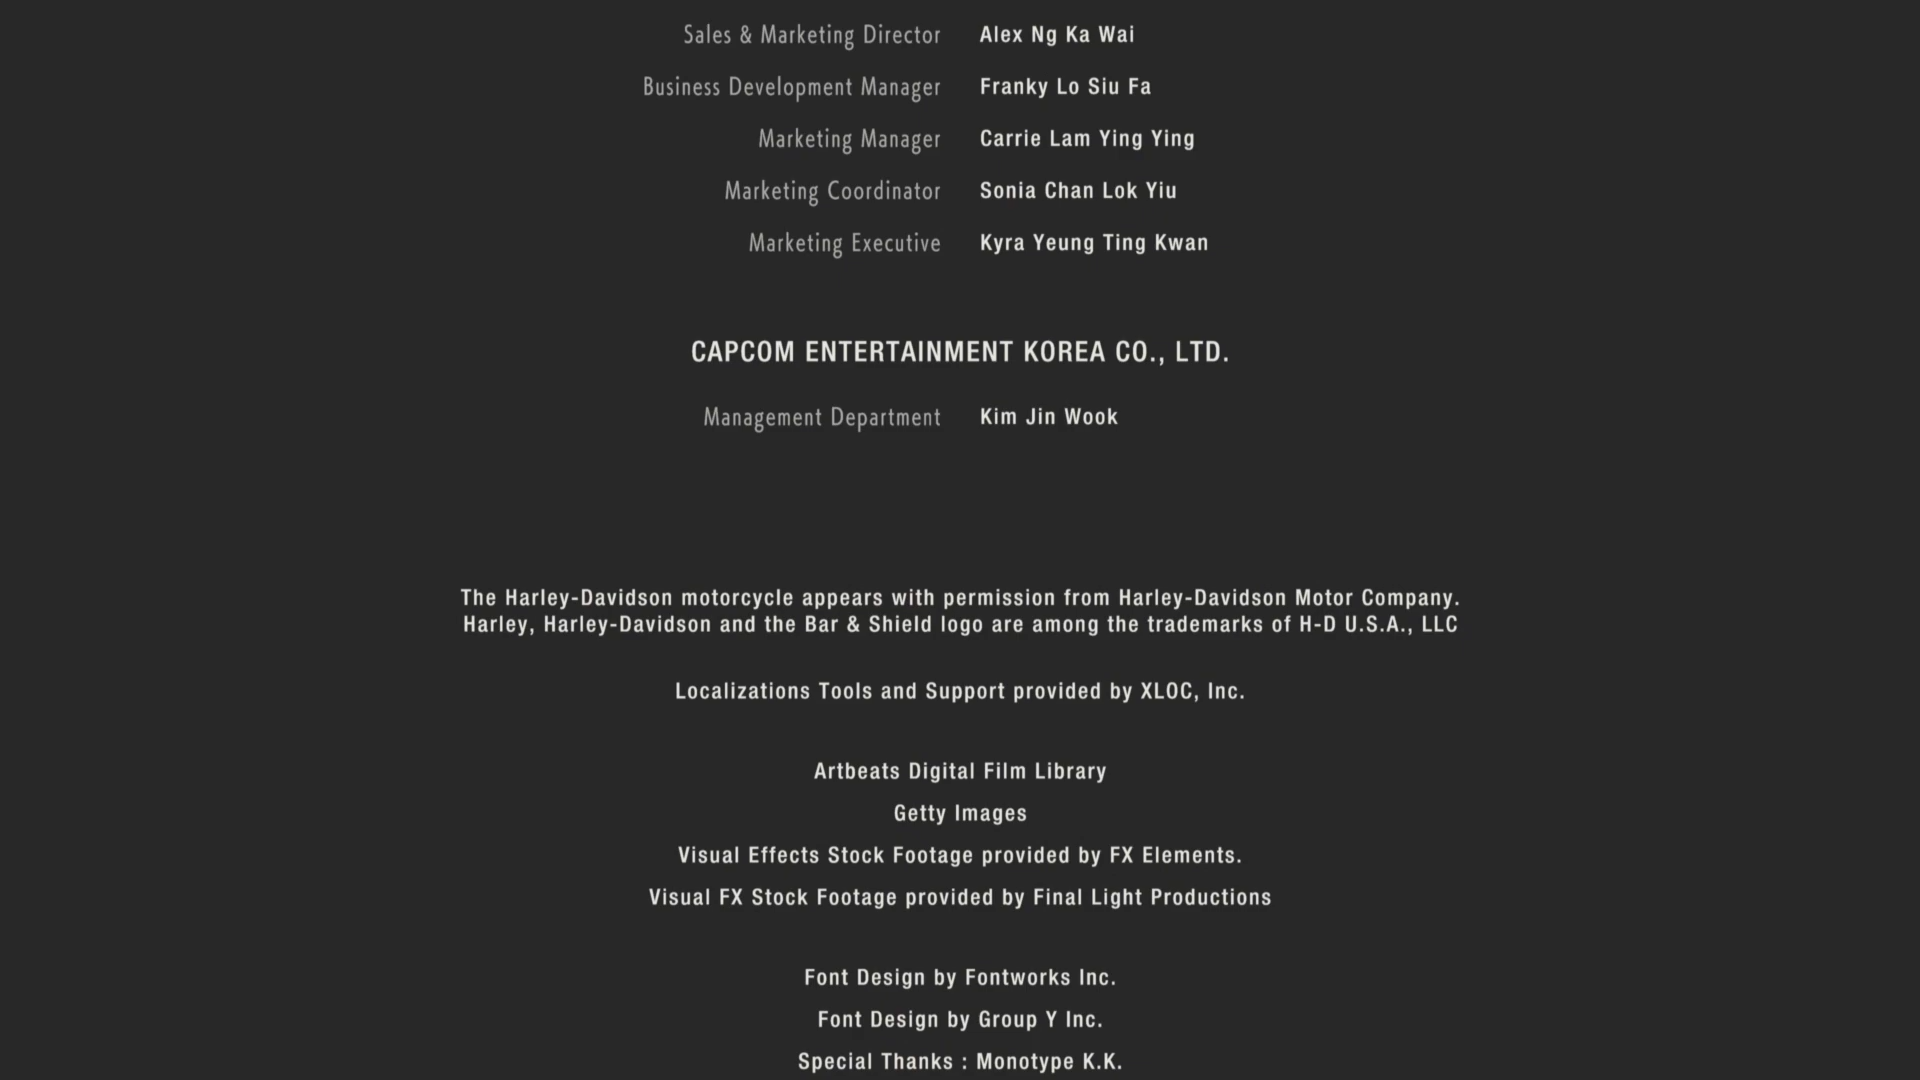 Sales & Marketing Director Alex Ng Ka Wai
Business Development Manager Franky Lo Siu Fa
Marketing Manager Carrie Lam Ying Ying
Marketing Coordinator Sonia Chan Lok Yiu
Marketing Executive Kyra Yeung Ting Kwan
CAPCOM ENTERTAINMENT KOREA CO., LTD.
Management Department Kim Jin Wook
The Harley-Davidson motorcycle appears with permission from Harley-Davidson Motor Company.
Harley, Harley-Davidson and the Bar & Shield logo are among the trademarks of H-D U.S.A., LLC
Localizations Tools and Support provided by XLOC, Inc.
Artbeats Digital Film Library
Getty Images
Visual Effects Stock Footage provided by FX Elements.
Visual FX Stock Footage provided by Final Light Productions
Font Design by Fontworks Inc.
Font Design by Group Y Inc.
Special Thanks : Monotype K.K.